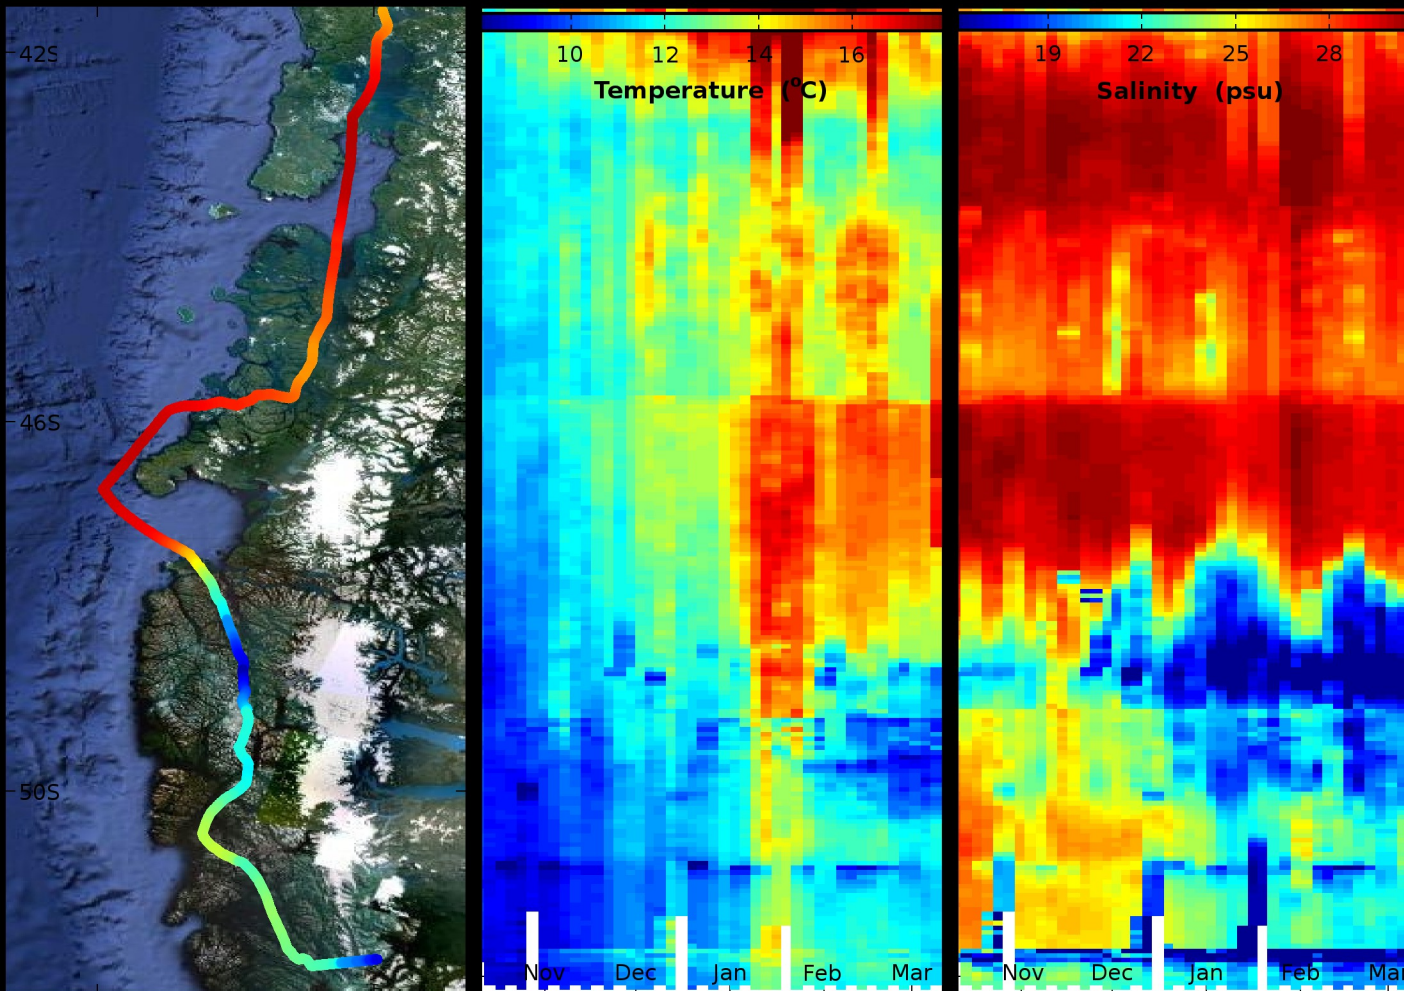 42S
46S
50S
10 12 14 16
Temperature (°C)
Nov Dec Jan Feb Mar
19 22 25 28
Salinity (psu)
Nov Dec Jan Feb Ma